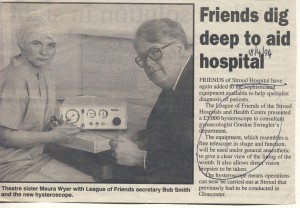 Friends dig
deep to aid
hospital
FRIENDS of Stroud Hospital have
again added to the sophisticated
equipment available to help specialist
diagnosis of patients.
The league of Friends of the Stroud
Hospitals and Health Centre presented
a £5,000 hysteroscope to consultant
gynaecologist Gordon Swingler's
department.
The equipment, which resembles a
fine telescope in shape and function,
will be used under general anaesthetic
to give a clear view of the lining of the
womb. It also allows direct vision
biopsies to be taken.
The hysteroscope means operations
can now be carried out at Stroud that
previously had to be conducted in
Gloucester.
Theatre sister Maura Wyer with League of Friends secretary Bob Smith
and the new hysteroscope.